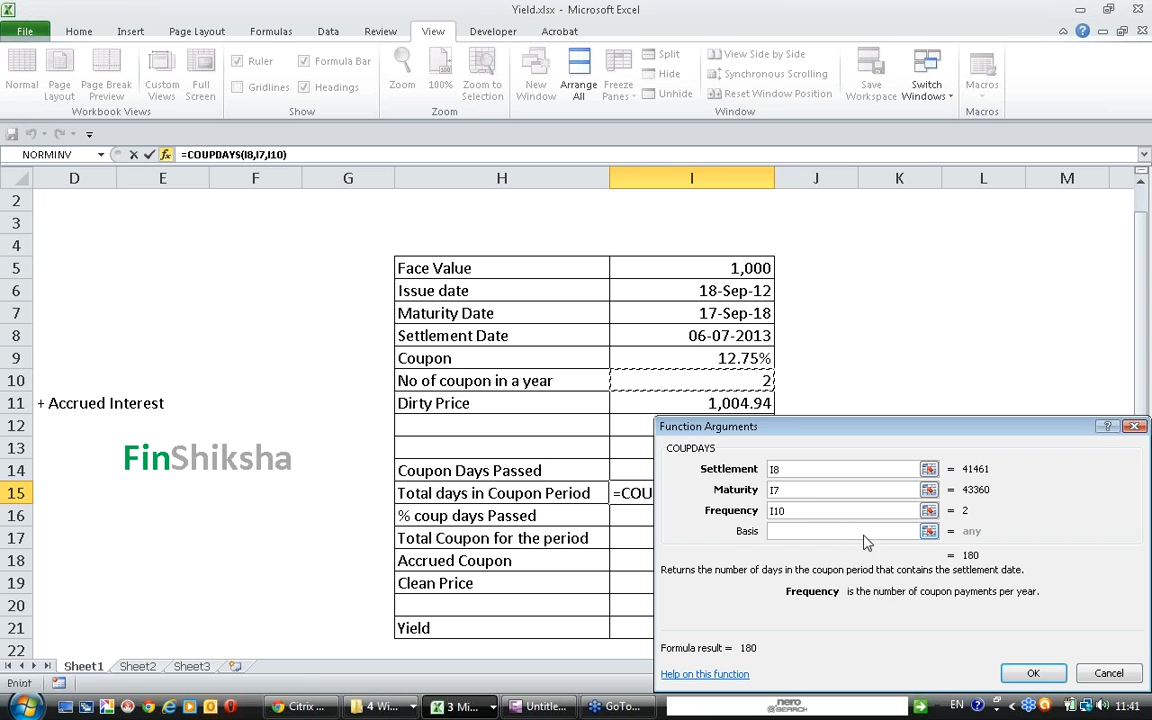 Yield.xlsx - Microsoft Excel
File Home Insert Page Layout Formulas Data Review View Developer Acrobat
Normal Page Layout Page Break Preview Custom Views Full Screen
Ruler Formula Bar
Gridlines Headings
Zoom 100% Zoom to Selection
New Window Arrange All Freeze Panes
Split
Hide
Unhide
View Side by Side
Synchronous Scrolling
Reset Window Position
Save Workspace Switch Windows Macros
Workbook Views Show Zoom Window Macros
NORMINV =COUPDAYS(I8,I7,I10)
D E F G H I J K L M
2
3
4
5 Face Value 1,000
6 Issue date 18-Sep-12
7 Maturity Date 17-Sep-18
8 Settlement Date 06-07-2013
9 Coupon 12.75%
10 No of coupon in a year 2
11 + Accrued Interest Dirty Price 1,004.94
12
13
FinShiksha
14 Coupon Days Passed
15 Total days in Coupon Period =COU
16 % coup days Passed
17 Total Coupon for the period
18 Accrued Coupon
19 Clean Price
20
21 Yield
22
Function Arguments
COUPDAYS
Settlement I8 = 41461
Maturity I7 = 43360
Frequency I10 = 2
Basis = any
= 180
Returns the number of days in the coupon period that contains the settlement date.
Frequency is the number of coupon payments per year.
Formula result = 180
Help on this function OK Cancel
Sheet1 Sheet2 Sheet3
Citrix ... 4 Wi... 3 Mi... Untitle... GoTo... nero SEARCH EN 11:41